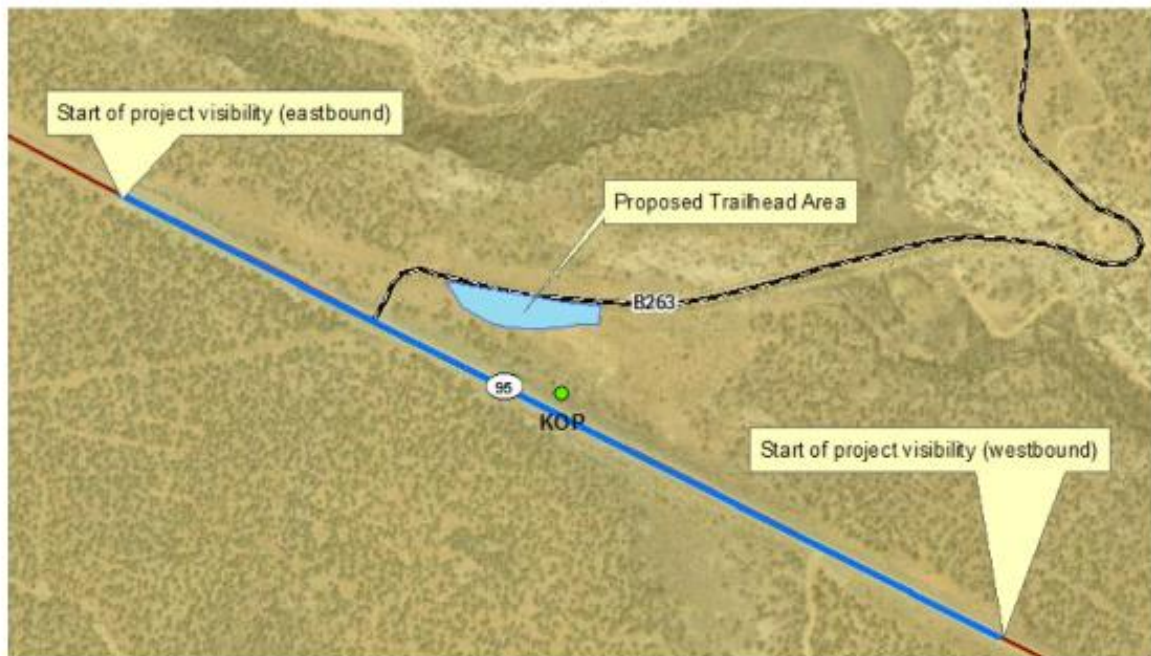 Start of project visibility (eastbound)
Proposed Trailhead Area
B263
95
KOP
Start of project visibility (westbound)